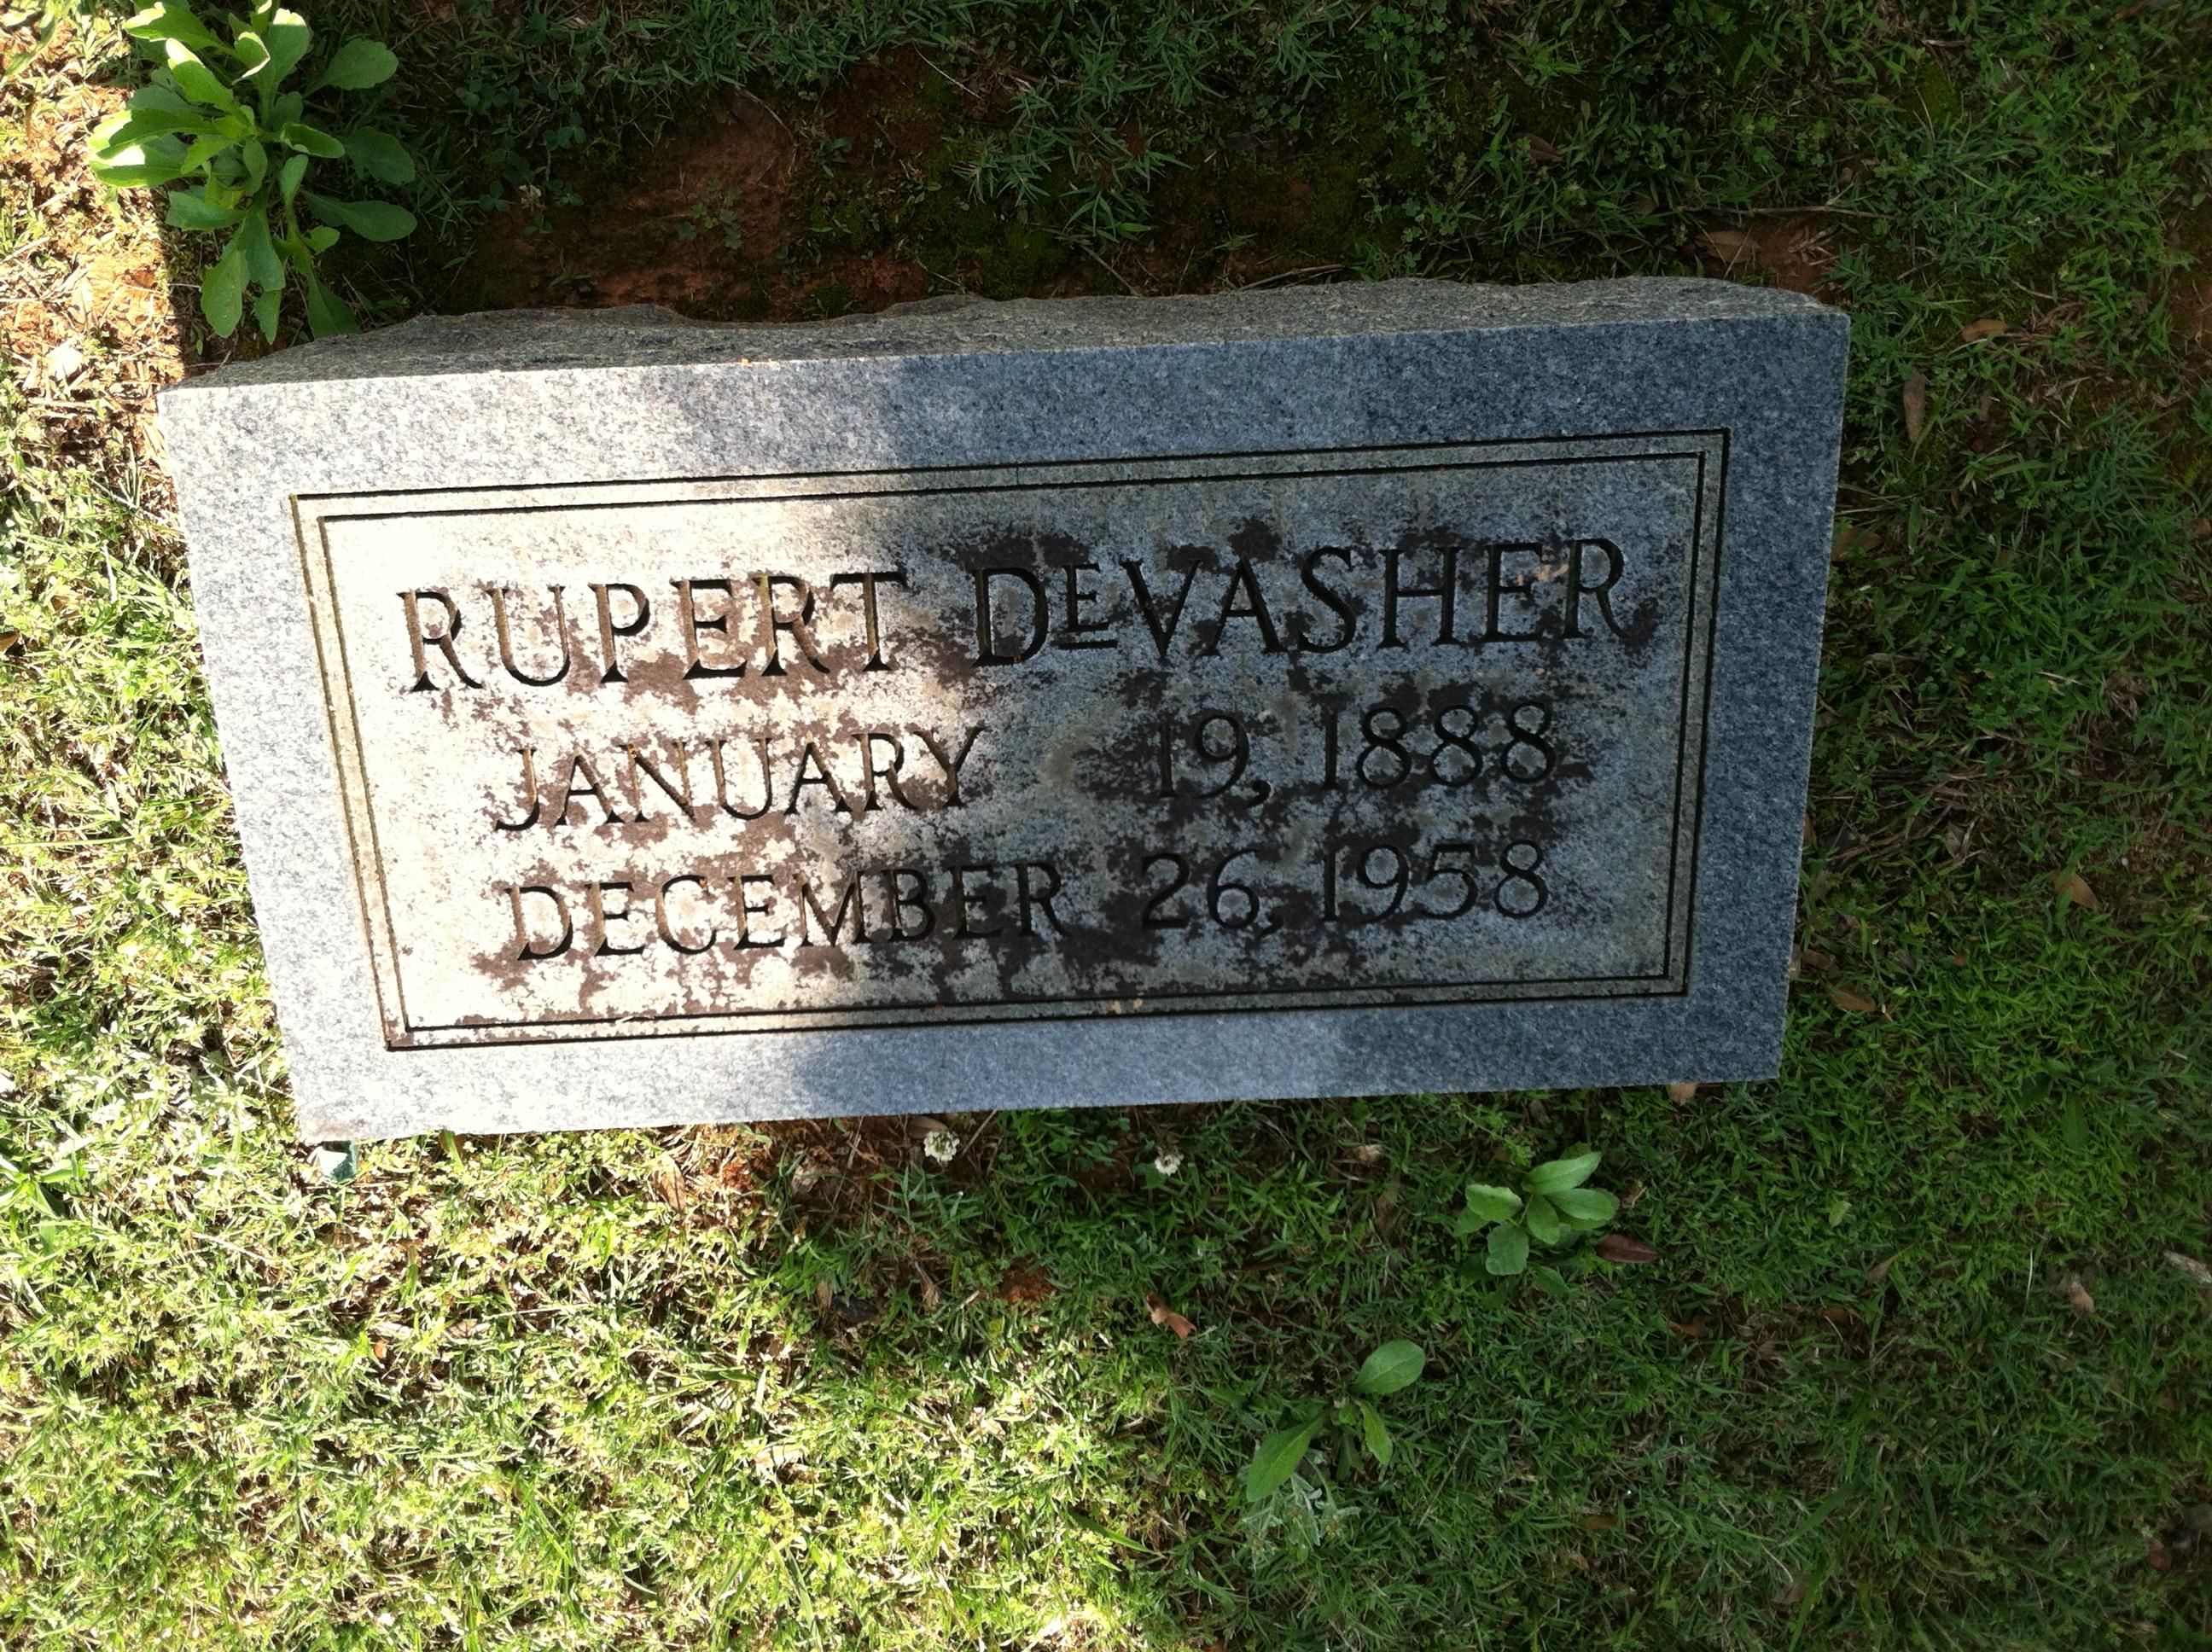 RUPERT DEVASHER
JANUARY 19, 1888
DECEMBER 26, 1958